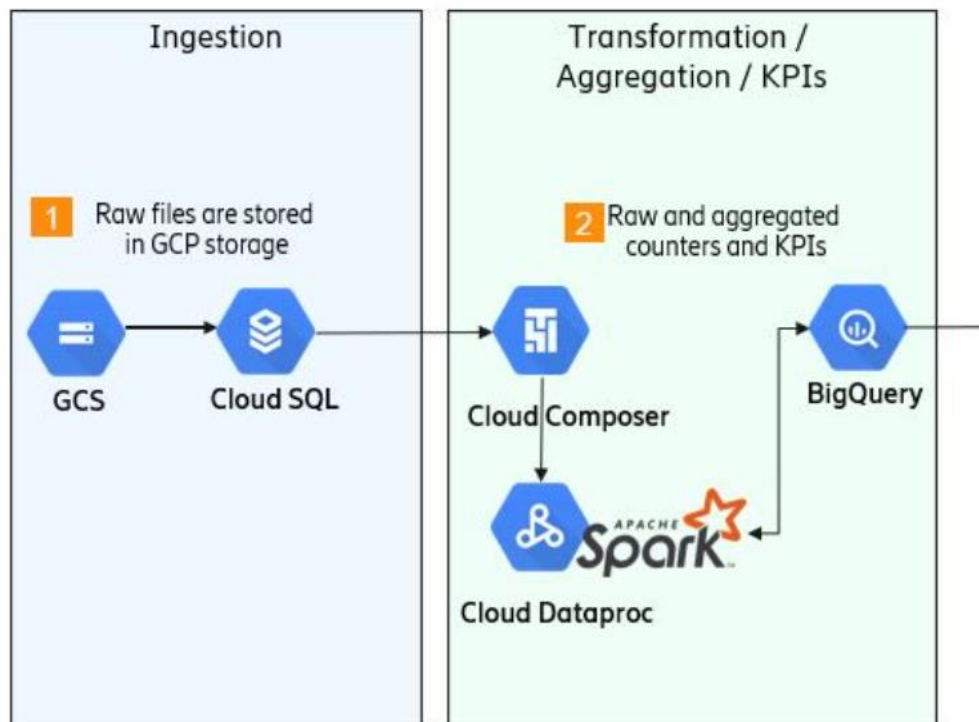 Ingestion
1
Raw files are stored
in GCP storage
GCS
Cloud SQL
Transformation /
Aggregation / KPIs
2
Raw and aggregated
counters and KPIs
Cloud Composer
BigQuery
APACHE
Spark
TM
Cloud Dataproc